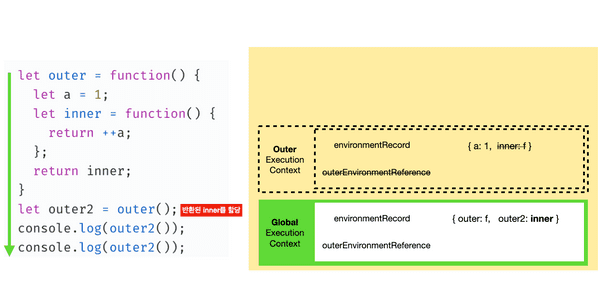 let outer = function() {
let a = 1;
let inner = function() {
return ++a;
};
return inner;
}
let outer2 = outer(); 반환된 inner를 할당
console.log(outer2());
console.log(outer2());
Outer
Execution
Context
environmentRecord { a: 1, inner: f }
outerEnvironmentReference
Global
Execution
Context
environmentRecord { outer: f, outer2: inner }
outerEnvironmentReference